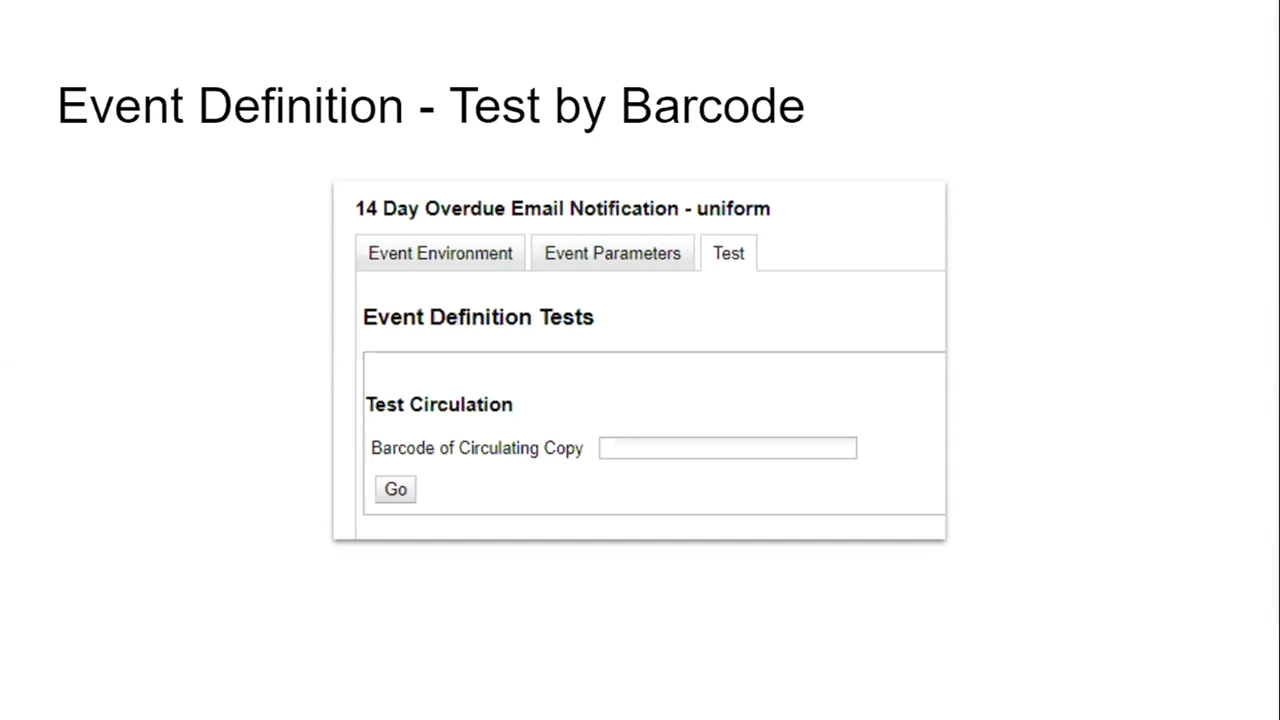 Event Definition - Test by Barcode
14 Day Overdue Email Notification - uniform
Event Environment Event Parameters Test
Event Definition Tests
Test Circulation
Barcode of Circulating Copy
Go